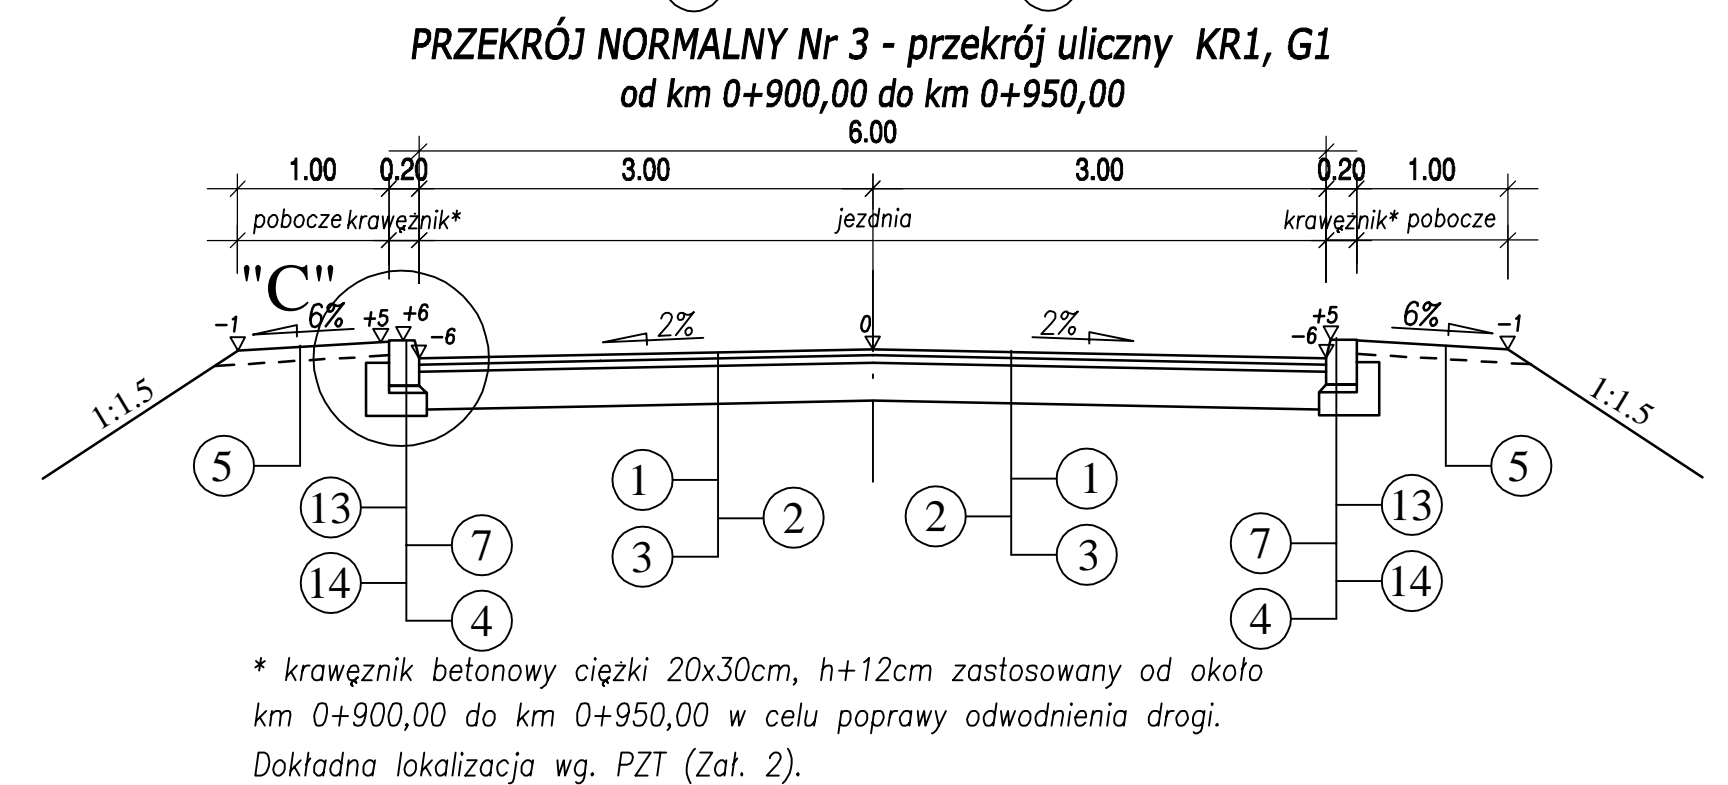 PRZEKRÓJ NORMALNY Nr 3 - przekrój uliczny KR1, G1
od km 0+900,00 do km 0+950,00
6.00
1.00 0.20 3.00 3.00 0.20 1.00
pobocze krawężnik* jezdnia krawężnik* pobocze
"C"
-1 6% +5 +6 -6 2% 0 2% +5 -6 6% -1
1:1.5 1:1.5
5 1 1 5
13 2 2 13
7 3 3 7
14 14
4 4
* krawęznik betonowy ciężki 20x30cm, h+12cm zastosowany od około
km 0+900,00 do km 0+950,00 w celu poprawy odwodnienia drogi.
Dokładna lokalizacja wg. PZT (Zał. 2).